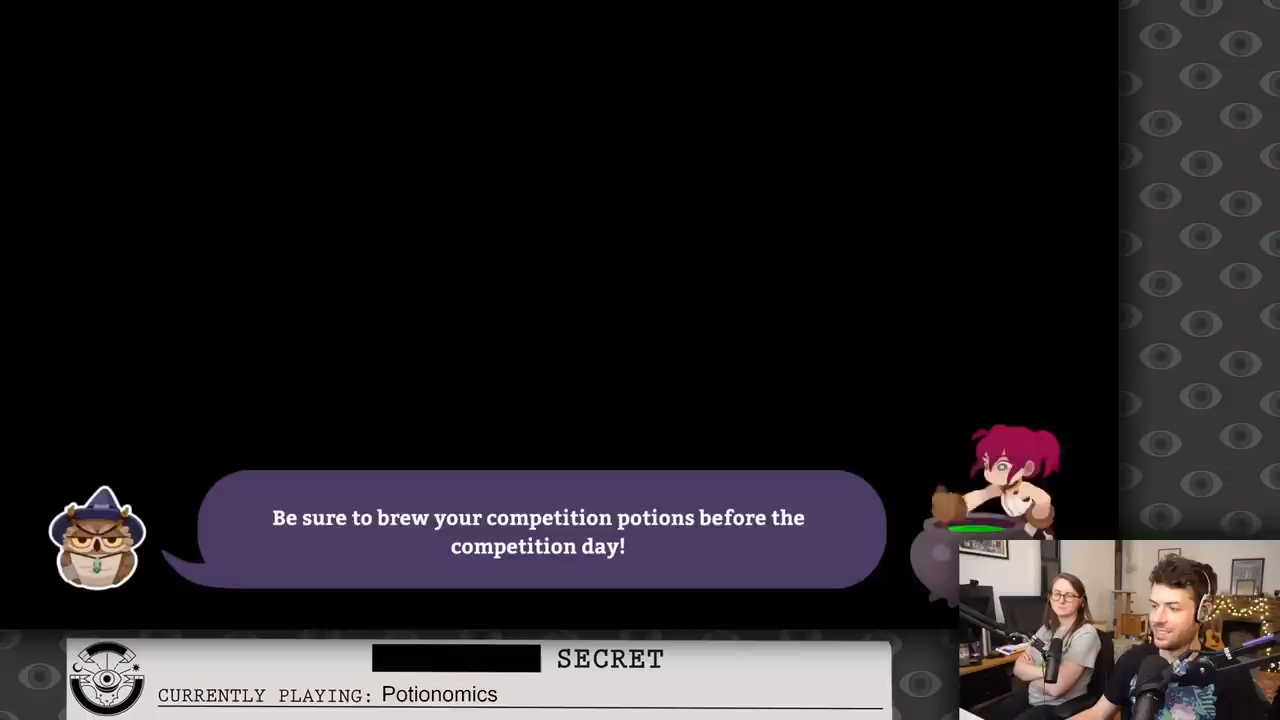 Be sure to brew your competition potions before the
competition day!
SECRET
CURRENTLY PLAYING: Potionomics